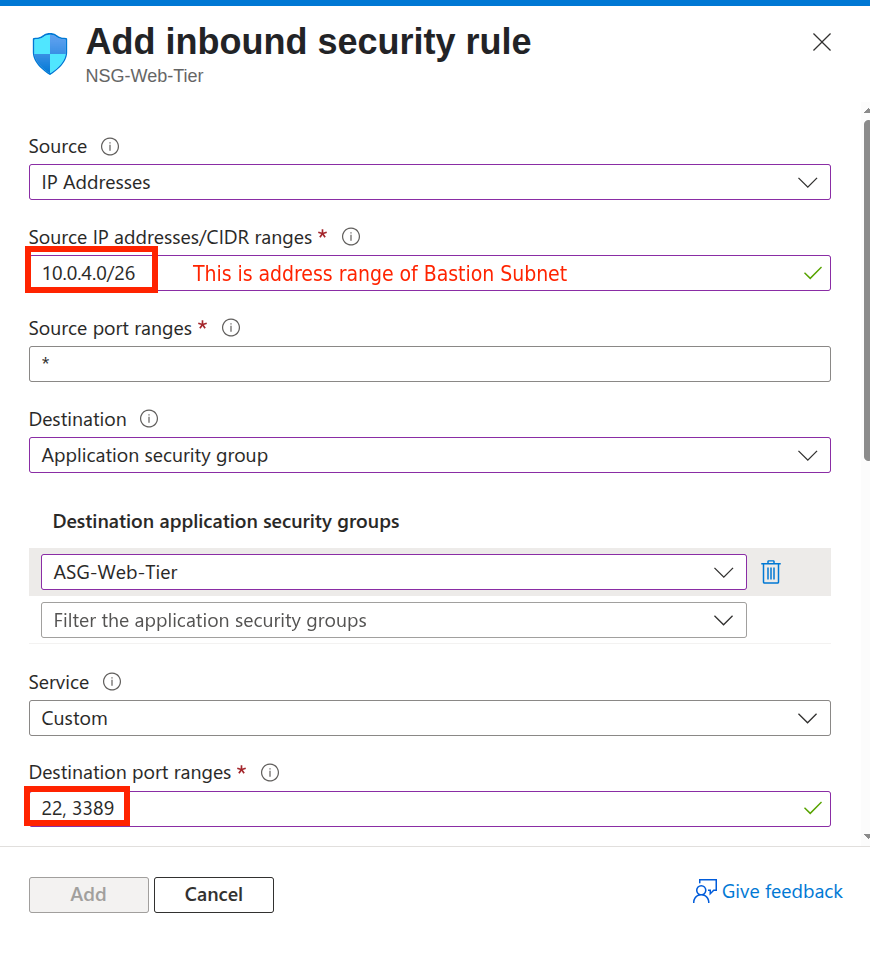 Add inbound security rule
NSG-Web-Tier
Source
IP Addresses
Source IP addresses/CIDR ranges *
10.0.4.0/26 This is address range of Bastion Subnet
Source port ranges *
*
Destination
Application security group
Destination application security groups
ASG-Web-Tier
Filter the application security groups
Service
Custom
Destination port ranges *
22, 3389
Add Cancel Give feedback